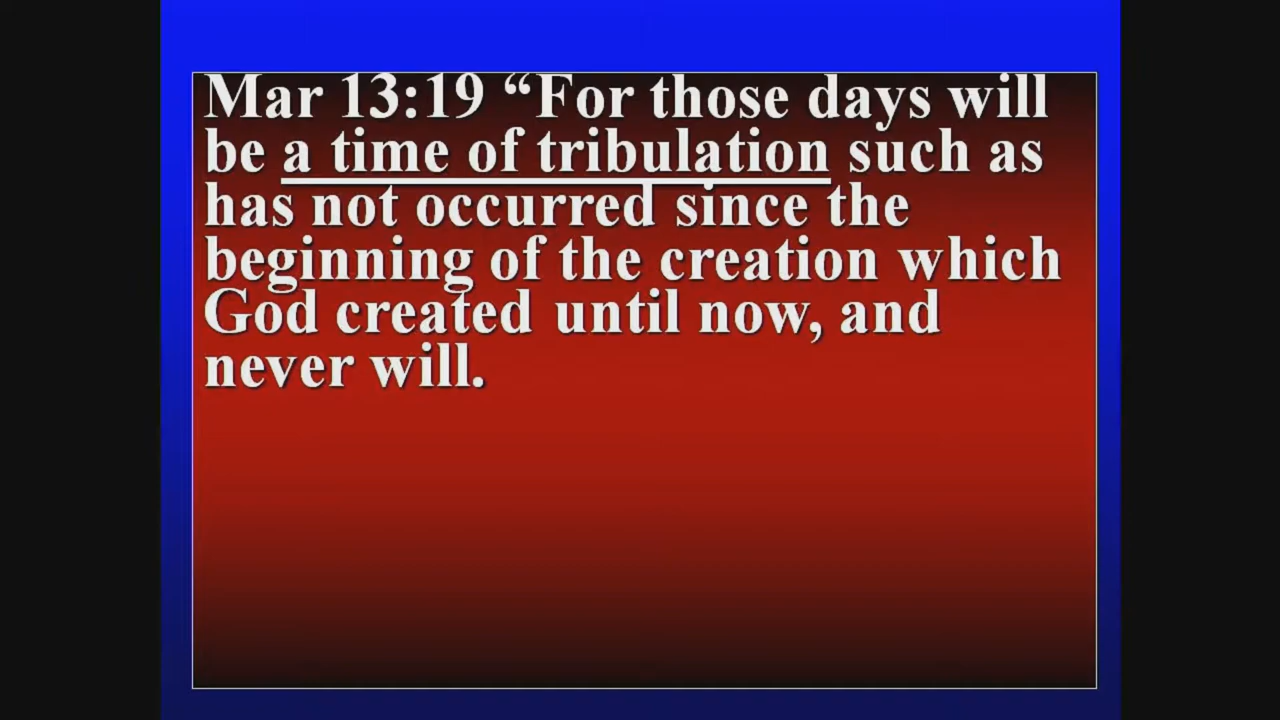 Mar 13:19 “For those days will
be a time of tribulation such as
has not occurred since the
beginning of the creation which
God created until now, and
never will.